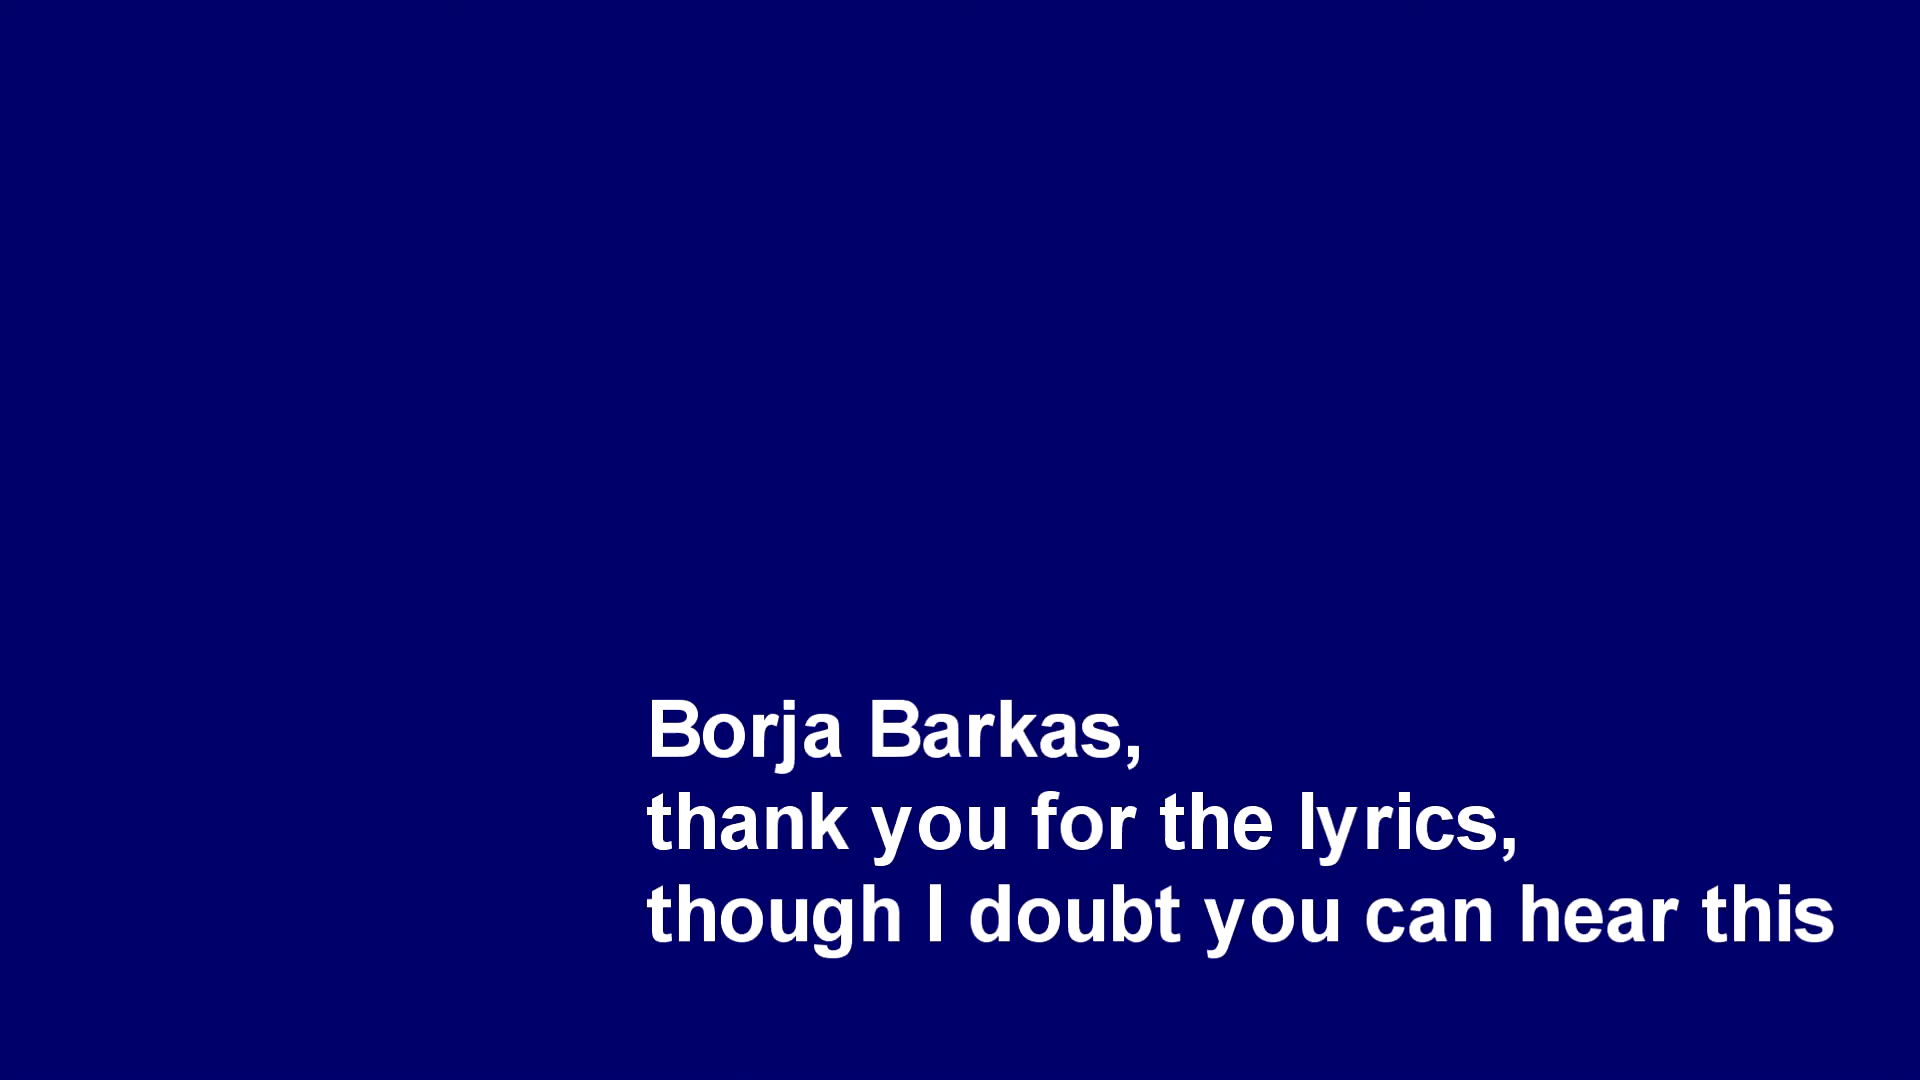 Borja Barkas,
thank you for the lyrics,
though I doubt you can hear this